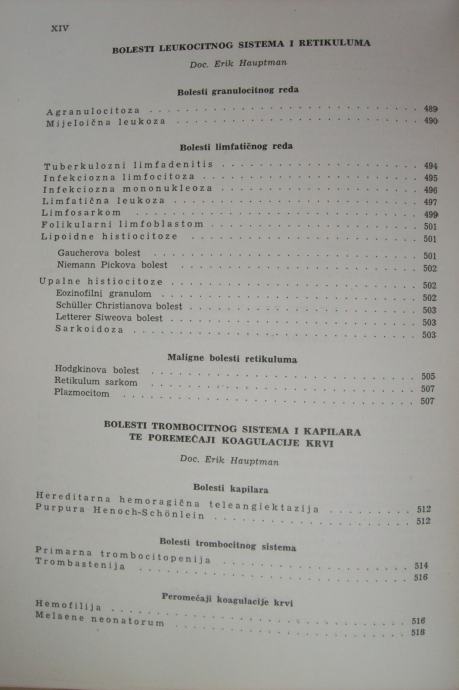 XIV
BOLESTI LEUKOCITNOG SISTEMA I RETIKULUMA
Doc. Erik Hauptman
Bolesti granulocitnog reda
Agranulocitoza . . . . . . . . . . . . . . . . . . . . 489
Mijeloična leukoza . . . . . . . . . . . . . . . . . . . . 490
Bolesti limfatičnog reda
Tuberkulozni limfadenitis . . . . . . . . . . . . . . . . 494
Infekciozna limfocitoza . . . . . . . . . . . . . . . . 495
Infekciozna mononukleoza . . . . . . . . . . . . . . . . 496
Limfatična leukoza . . . . . . . . . . . . . . . . 497
Limfosarkom . . . . . . . . . . . . . . . . 499
Folikularni limfoblastom . . . . . . . . . . . . . . . . 501
Lipoidne histiocitoze . . . . . . . . . . . . . . . . 501
Gaucherova bolest . . . . . . . . . . . . . . . . 501
Niemann Pickova bolest . . . . . . . . . . . . . . . . 502
Upalne histiocitoze . . . . . . . . . . . . . . . . 502
Eozinofilni granulom . . . . . . . . . . . . . . . . 502
Schüller Christianova bolest . . . . . . . . . . . . . . . . 503
Letterer Siweova bolest . . . . . . . . . . . . . . . . 503
Sarkoidoza . . . . . . . . . . . . . . . . 503
Maligne bolesti retikuluma
Hodgkinova bolest . . . . . . . . . . . . . . . . 505
Retikulum sarkom . . . . . . . . . . . . . . . . 507
Plazmocitom . . . . . . . . . . . . . . . . 507
BOLESTI TROMBOCITNOG SISTEMA I KAPILARA
TE POREMEĆAJI KOAGULACIJE KRVI
Doc. Erik Hauptman
Bolesti kapilara
Hereditarna hemoragična teleangiektazija . . . . . . . . 512
Purpura Henoch-Schönlein . . . . . . . . . . . . . . . . 512
Bolesti trombocitnog sistema
Primarna trombocitopenija . . . . . . . . . . . . . . . . 514
Trombastenija . . . . . . . . . . . . . . . . 516
Peromećaji koagulacije krvi
Hemofilija . . . . . . . . . . . . . . . . 516
Melaene neonatorum . . . . . . . . . . . . . . . . 518